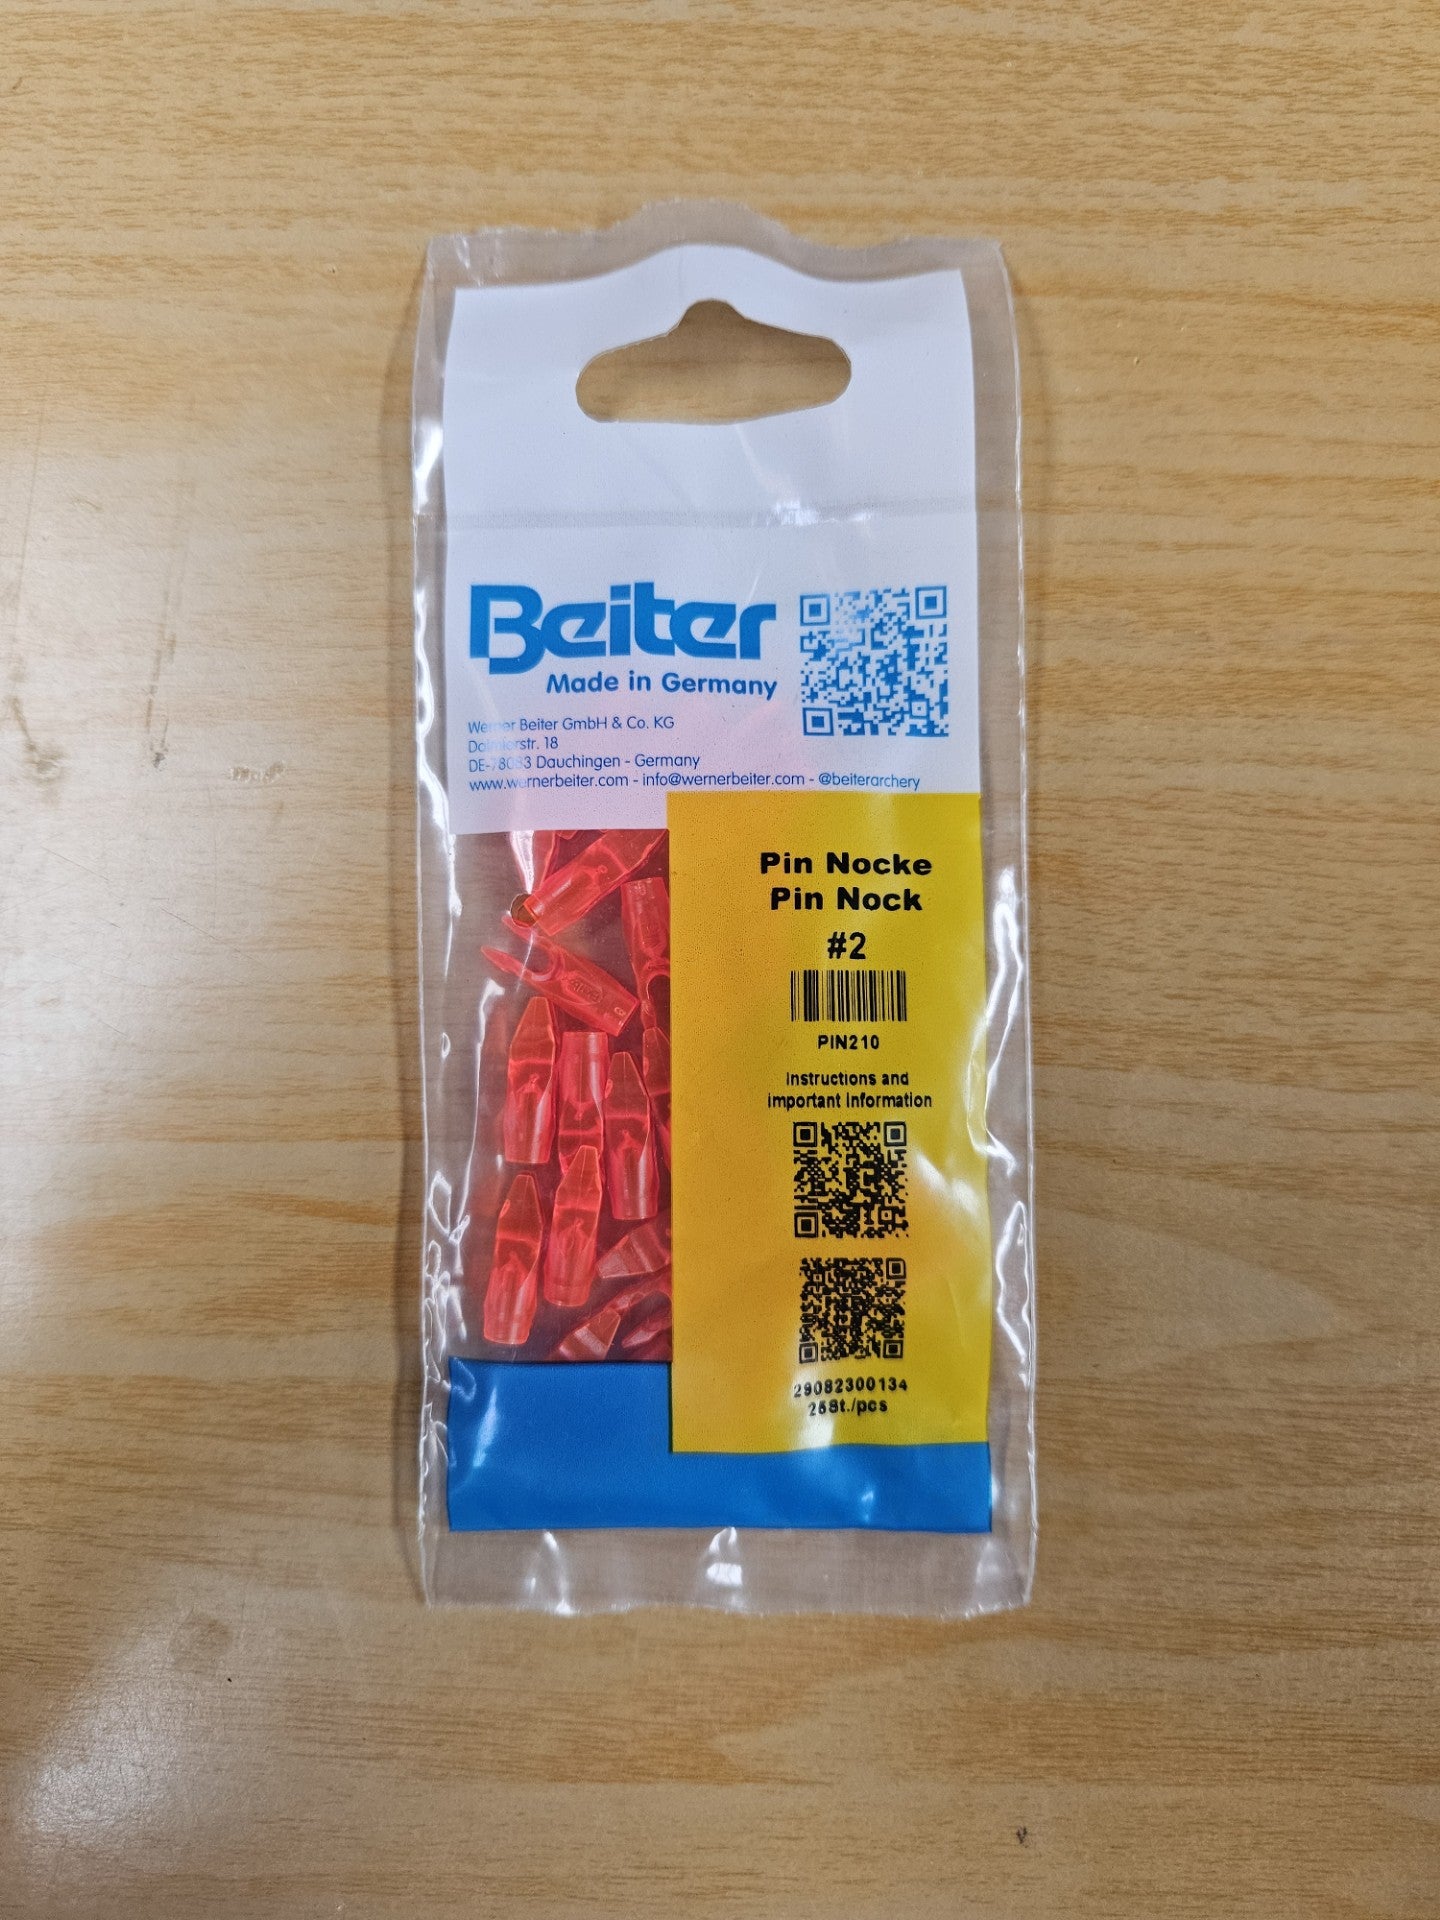 Beiter
Made in Germany
Werner Beiter GmbH & Co. KG
Daimlerstr. 18
DE-78083 Dauchingen - Germany
www.wernerbeiter.com - info@wernerbeiter.com - @beiterarchery
Pin Nocke
Pin Nock
#2
PIN210
Instructions and
important information
29082300134
25St./pcs